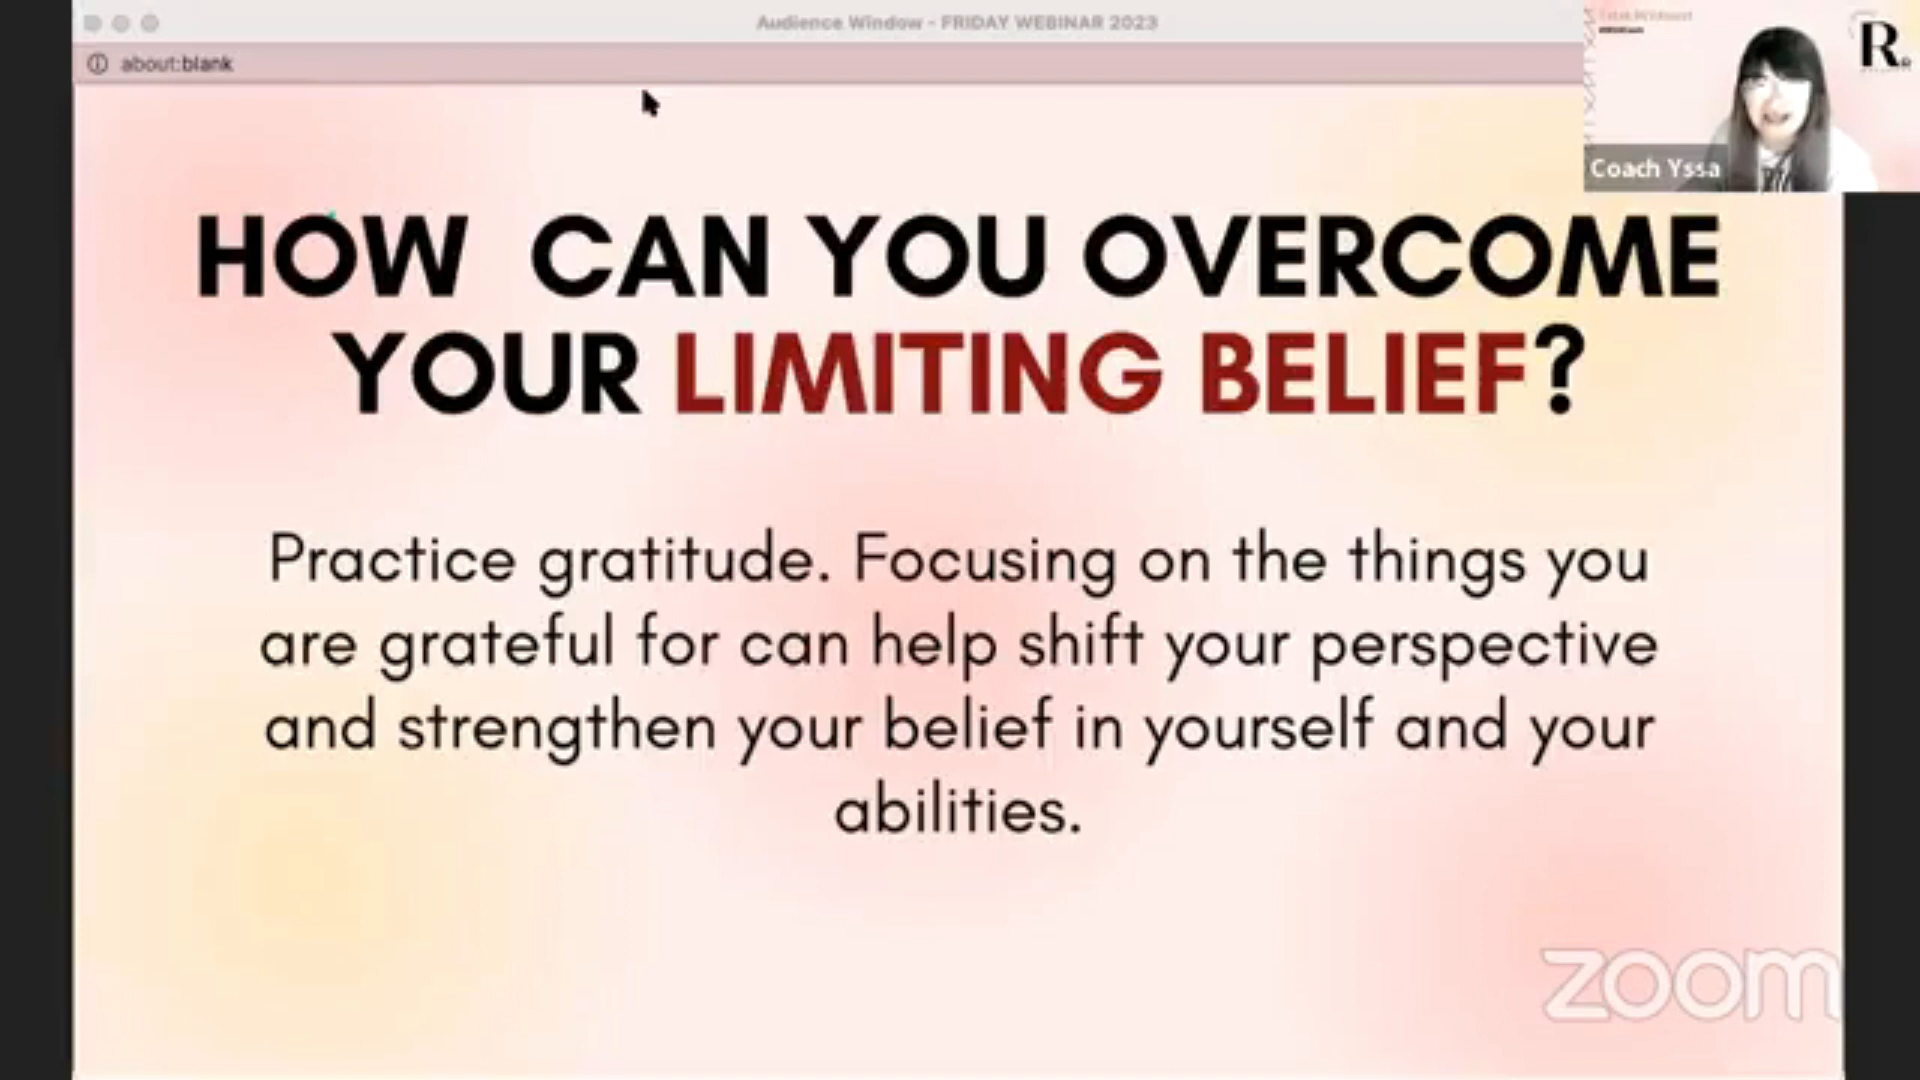 Audience Window - FRIDAY WEBINAR 2023
about:blank
R.
Coach Yssa
HOW CAN YOU OVERCOME
YOUR LIMITING BELIEF?
Practice gratitude. Focusing on the things you
are grateful for can help shift your perspective
and strengthen your belief in yourself and your
abilities.
zoom